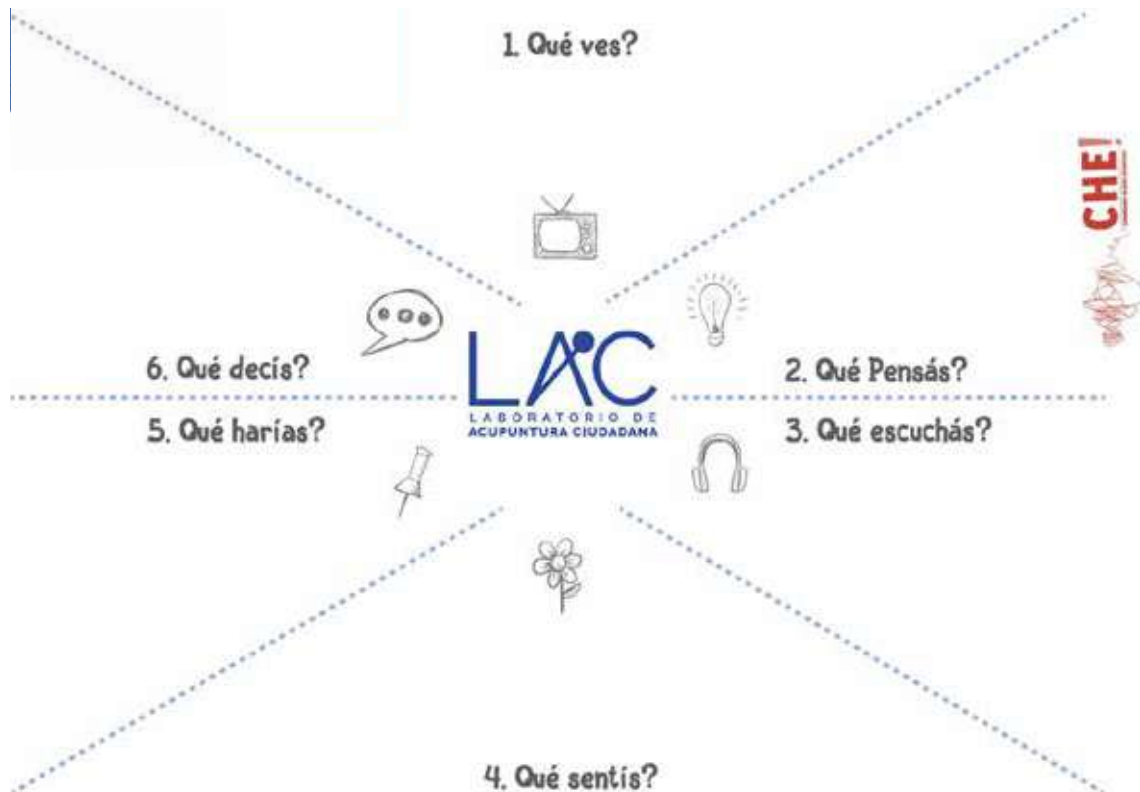 1. Qué ves?
CHE!
6. Qué decís?
2. Qué Pensás?
LAC
LABORATORIO DE
ACUPUNTURA CIUDADANA
5. Qué harías?
3. Qué escuchás?
4. Qué sentís?